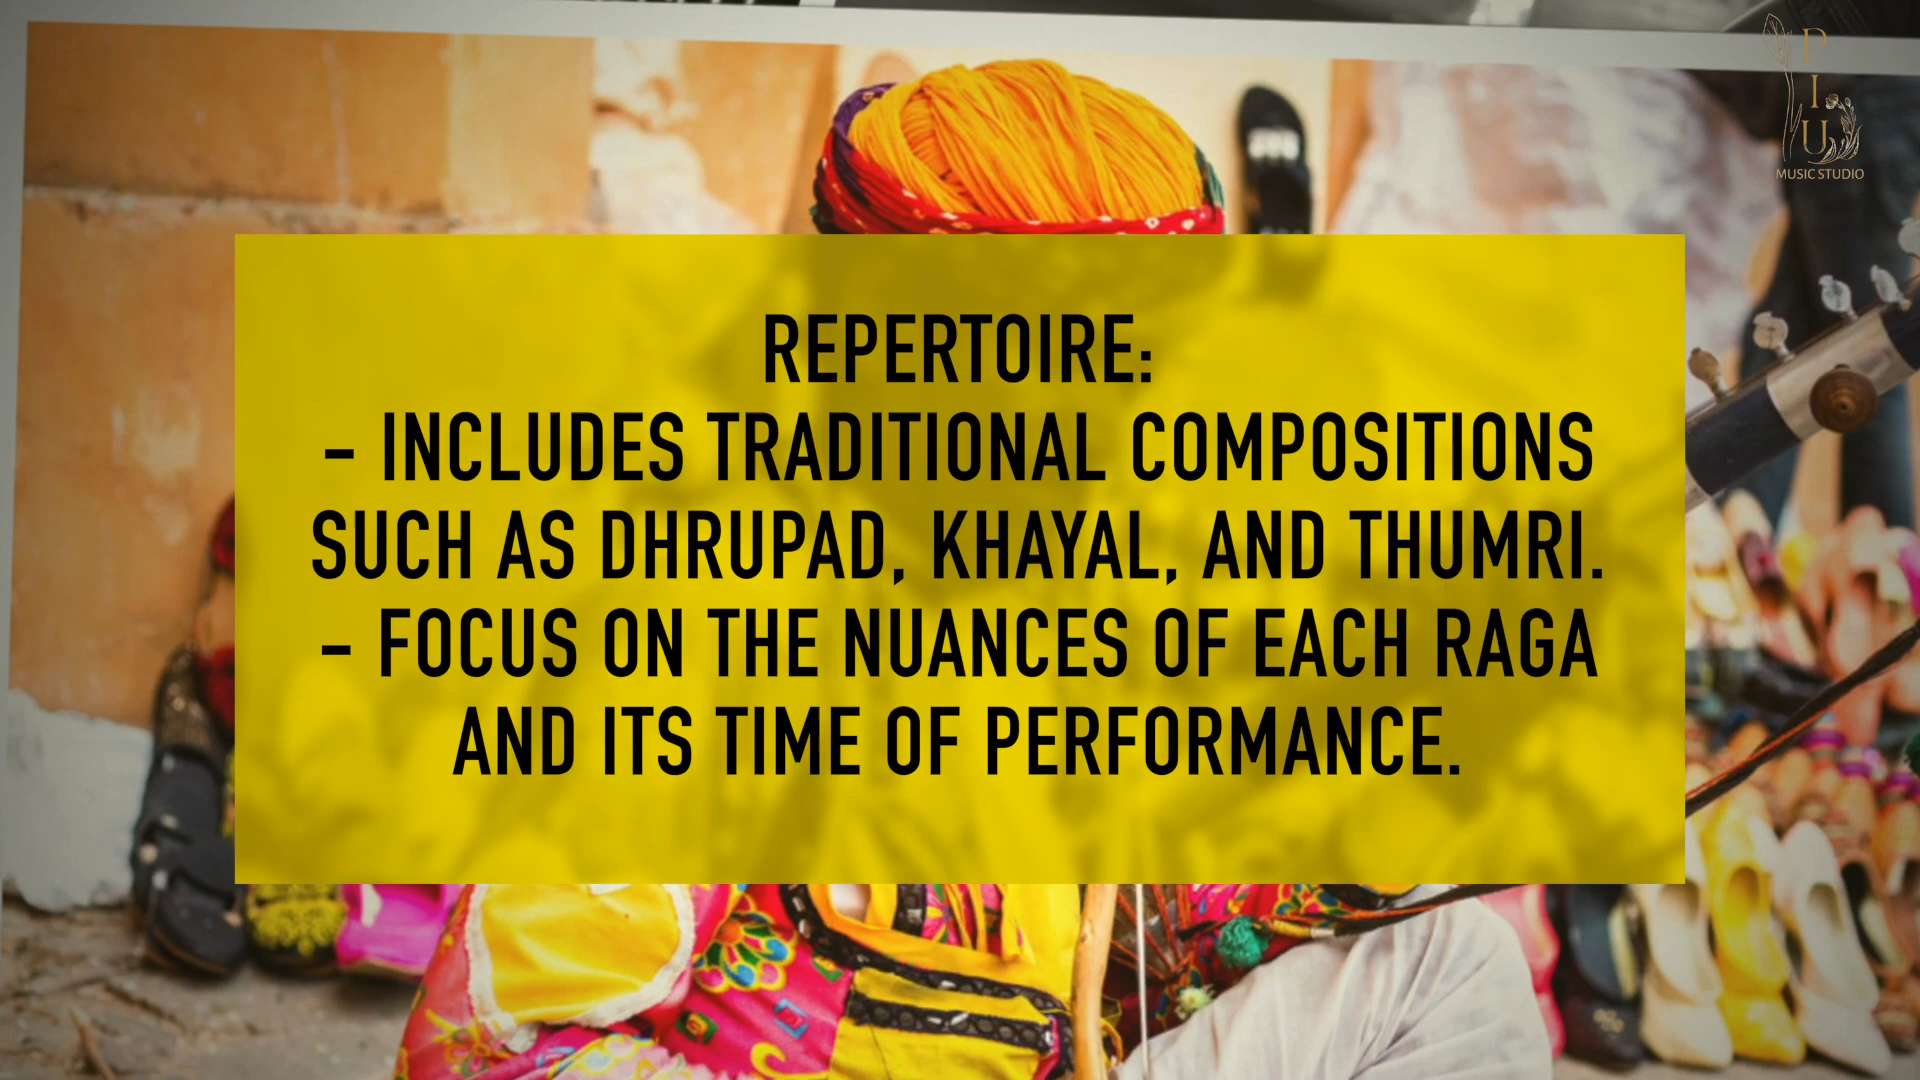 P
I
U
MUSIC STUDIO
REPERTOIRE:
- INCLUDES TRADITIONAL COMPOSITIONS
SUCH AS DHRUPAD, KHAYAL, AND THUMRI.
- FOCUS ON THE NUANCES OF EACH RAGA
AND ITS TIME OF PERFORMANCE.